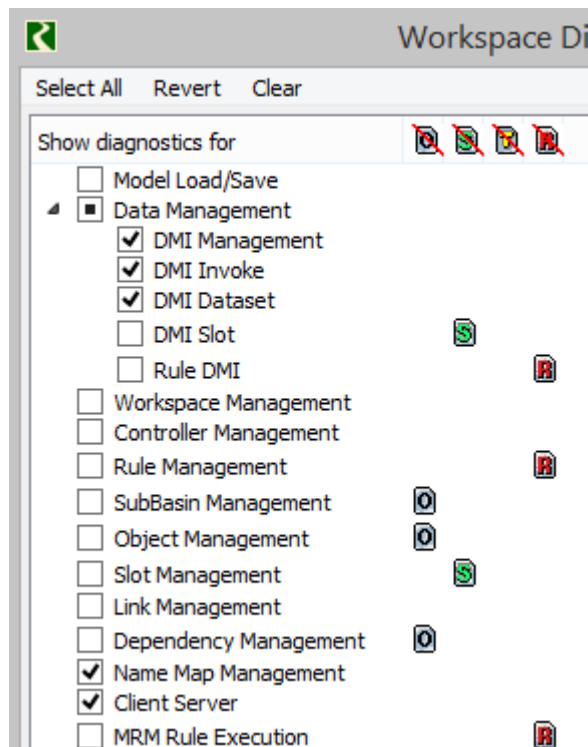 Workspace Di
Select All Revert Clear
Show diagnostics for O S T R
Model Load/Save
Data Management
DMI Management
DMI Invoke
DMI Dataset
DMI Slot S
Rule DMI R
Workspace Management
Controller Management
Rule Management R
SubBasin Management O
Object Management O
Slot Management S
Link Management
Dependency Management O
Name Map Management
Client Server
MRM Rule Execution R